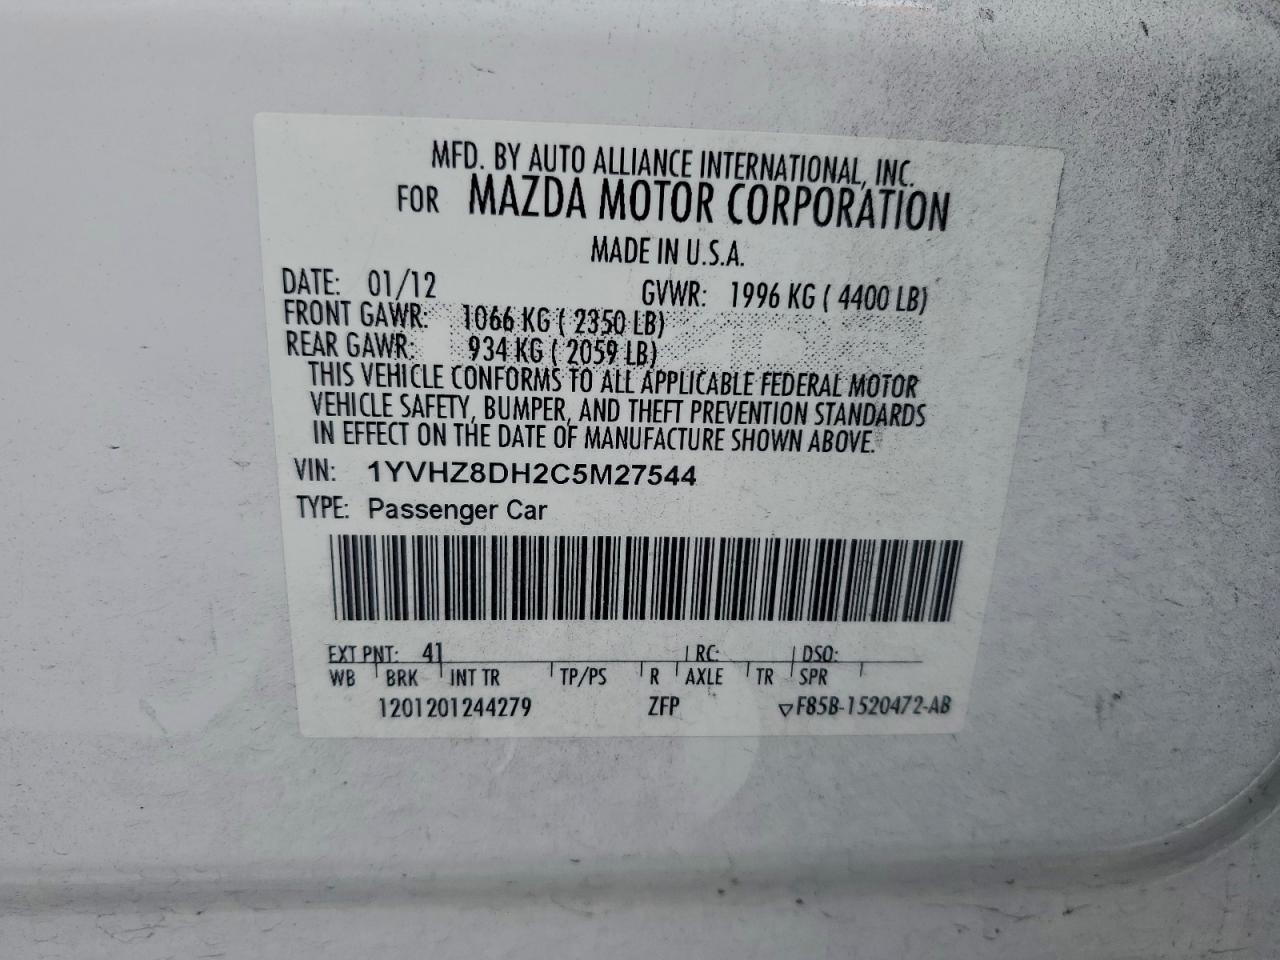 MFD. BY AUTO ALLIANCE INTERNATIONAL, INC.
FOR MAZDA MOTOR CORPORATION
MADE IN U.S.A.
DATE: 01/12 GVWR: 1996 KG ( 4400 LB)
FRONT GAWR: 1066 KG ( 2350 LB)
REAR GAWR: 934 KG ( 2059 LB)
THIS VEHICLE CONFORMS TO ALL APPLICABLE FEDERAL MOTOR
VEHICLE SAFETY, BUMPER, AND THEFT PREVENTION STANDARDS
IN EFFECT ON THE DATE OF MANUFACTURE SHOWN ABOVE.
VIN: 1YVHZ8DH2C5M27544
TYPE: Passenger Car
EXT PNT: 41 RC: DSO:
WB BRK INT TR TP/PS R AXLE TR SPR
1201201244279 ZFP ▽F85B-1520472-AB